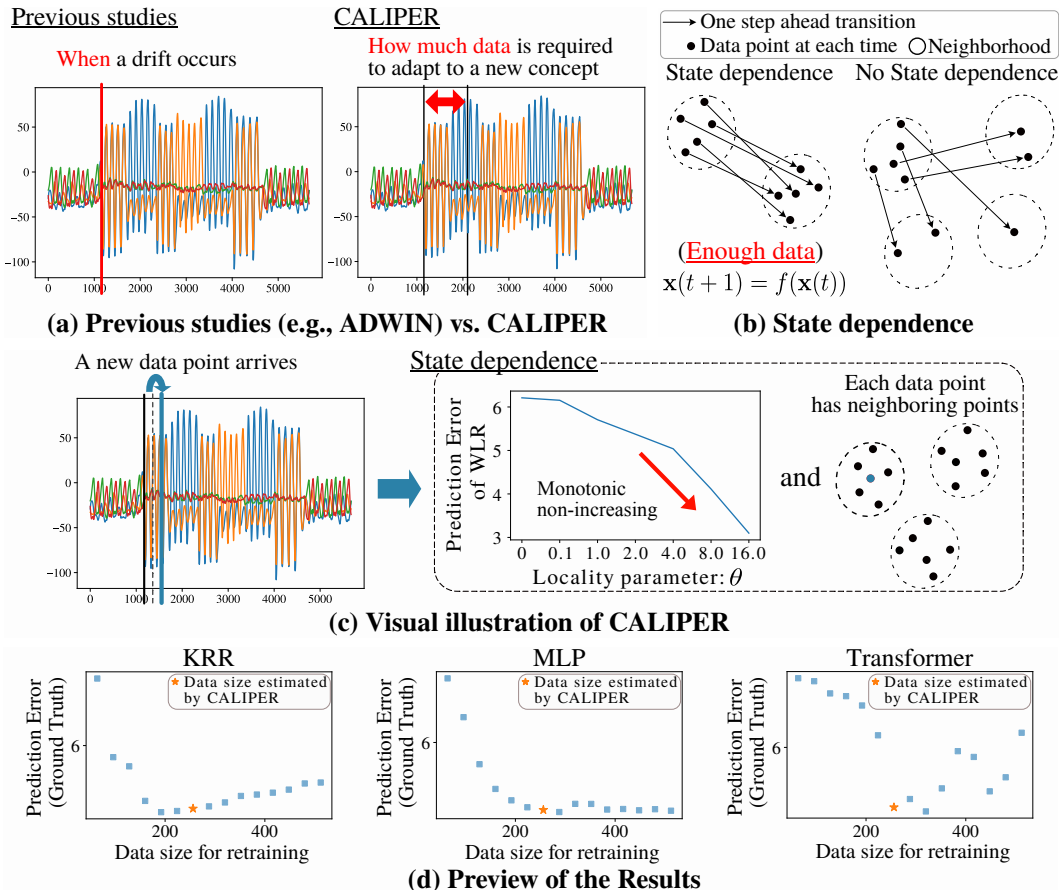 Previous studies
When a drift occurs
50
0
−50
−100
0
1000
2000
3000
4000
5000
CALIPER
How much data is required
to adapt to a new concept
50
0
−50
−100
0
1000
2000
3000
4000
5000
(a) Previous studies (e.g., ADWIN) vs. CALIPER
One step ahead transition
Data point at each time
Neighborhood
State dependence
No State dependence
(Enough data)
x(t + 1) = f(x(t))
(b) State dependence
A new data point arrives
50
0
−50
−100
0
1000
2000
3000
4000
5000
State dependence
Prediction Error
of WLR
6
5
4
3
Monotonic
non-increasing
0
0.1
1.0
2.0
4.0
8.0
16.0
Locality parameter: θ
and
Each data point
has neighboring points
(c) Visual illustration of CALIPER
KRR
Prediction Error
(Ground Truth)
6
Data size estimated
by CALIPER
200
400
Data size for retraining
MLP
Prediction Error
(Ground Truth)
6
Data size estimated
by CALIPER
200
400
Data size for retraining
Transformer
Prediction Error
(Ground Truth)
6
Data size estimated
by CALIPER
200
400
Data size for retraining
(d) Preview of the Results